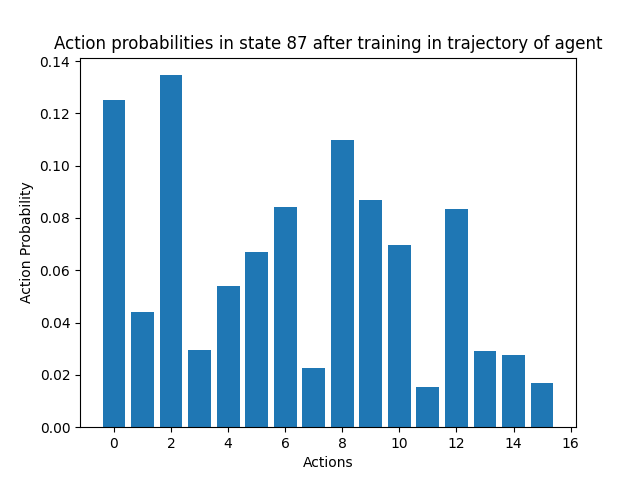 Action probabilities in state 87 after training in trajectory of agent
0.14
0.12
0.10
0.08
0.06
0.04
0.02
0.00
Action Probability
0 2 4 6 8 10 12 14 16
Actions